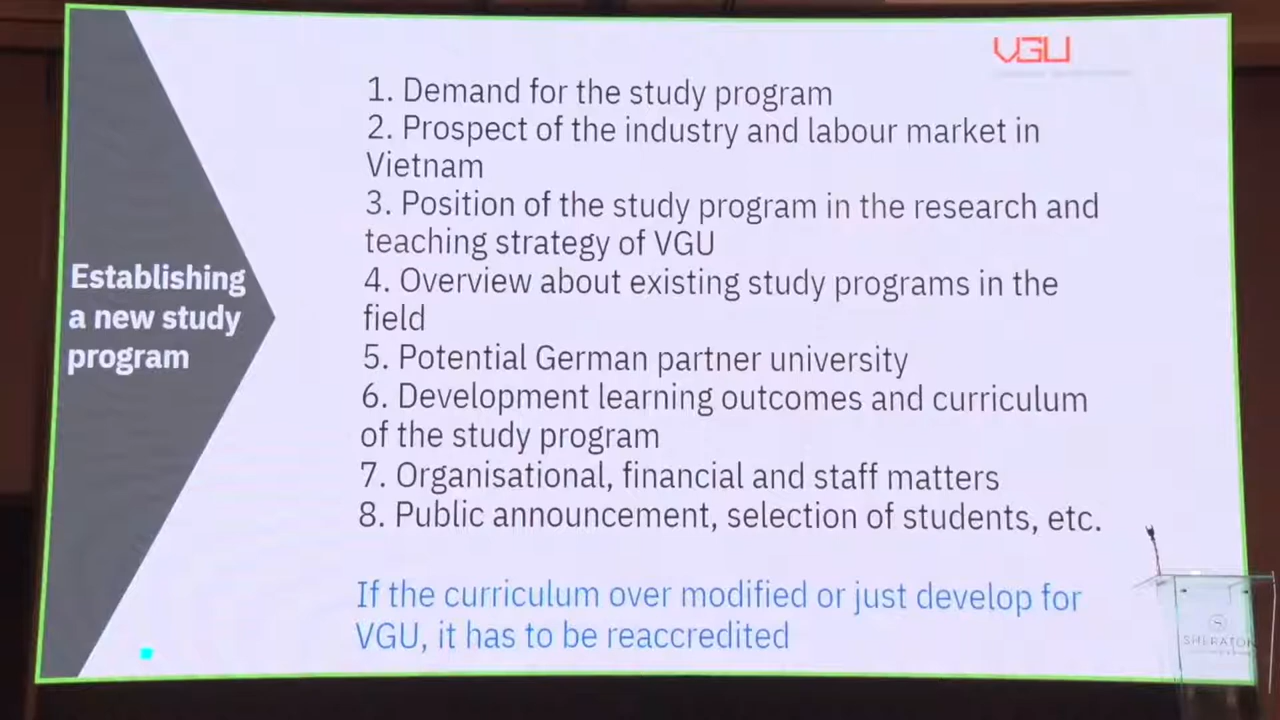 VGU
1. Demand for the study program
2. Prospect of the industry and labour market in
Vietnam
3. Position of the study program in the research and
teaching strategy of VGU
4. Overview about existing study programs in the
field
5. Potential German partner university
6. Development learning outcomes and curriculum
of the study program
7. Organisational, financial and staff matters
8. Public announcement, selection of students, etc.
Establishing
a new study
program
If the curriculum over modified or just develop for
VGU, it has to be reaccredited
S
SHERATON